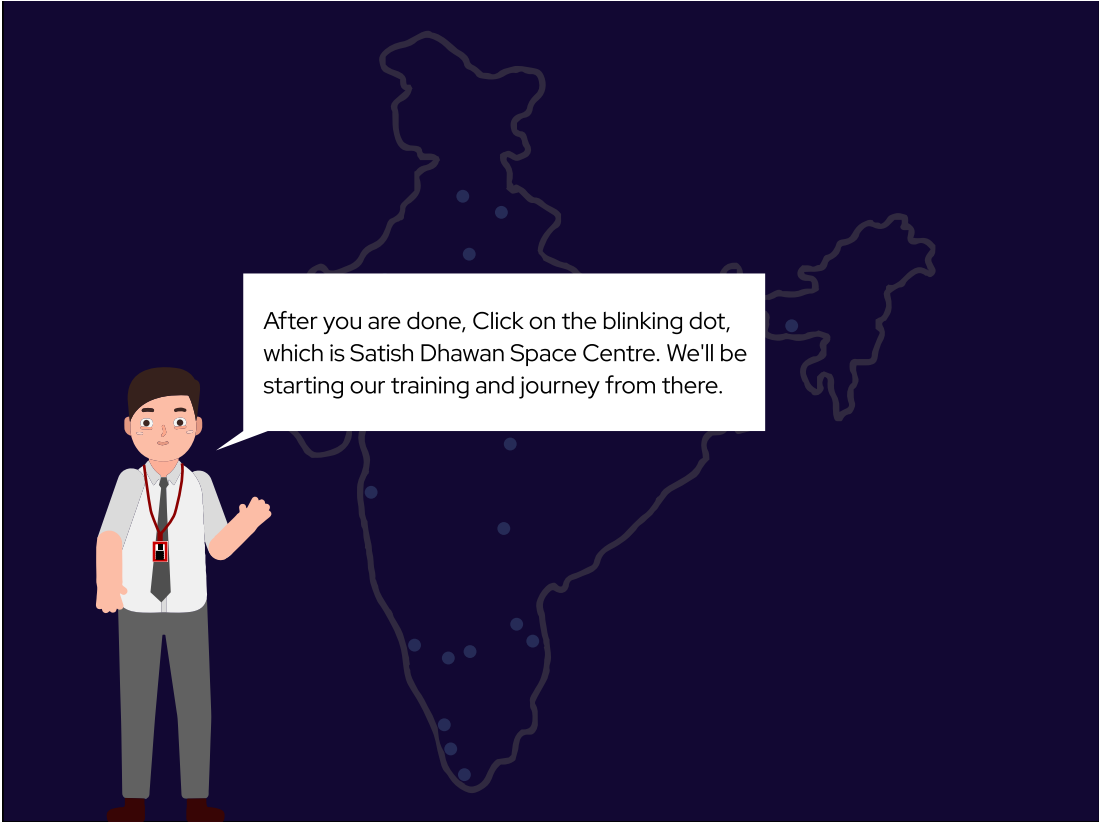 After you are done, Click on the blinking dot,
which is Satish Dhawan Space Centre. We'll be
starting our training and journey from there.